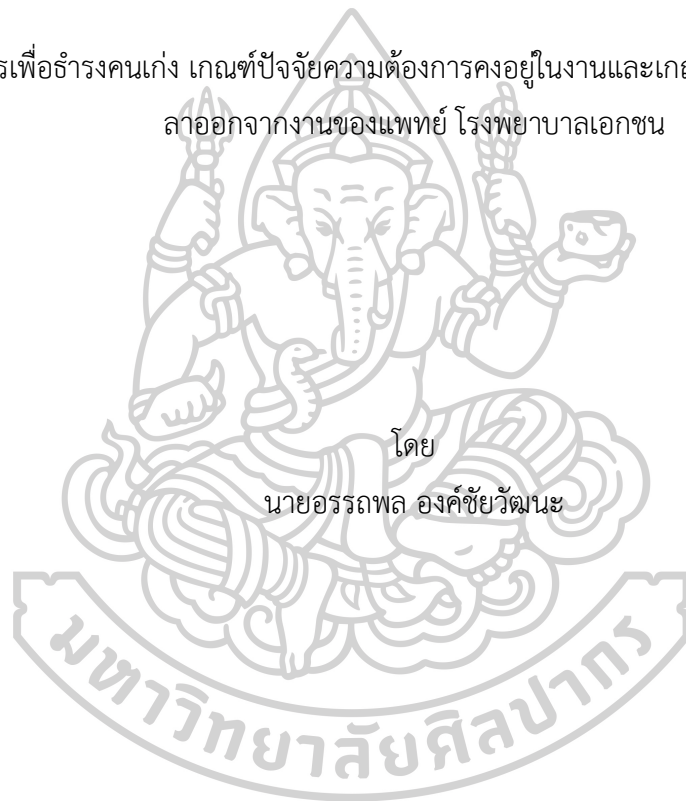 เพื่อธำรงคนเก่ง เกณฑ์ปัจจัยความต้องการคงอยู่ในงานและ
ลาออกจากงานของแพทย์ โรงพยาบาลเอกชน
โดย
นายอรรถพล องค์ชัยวัฒนะ
มหาวิทยาลัยศิลปากร